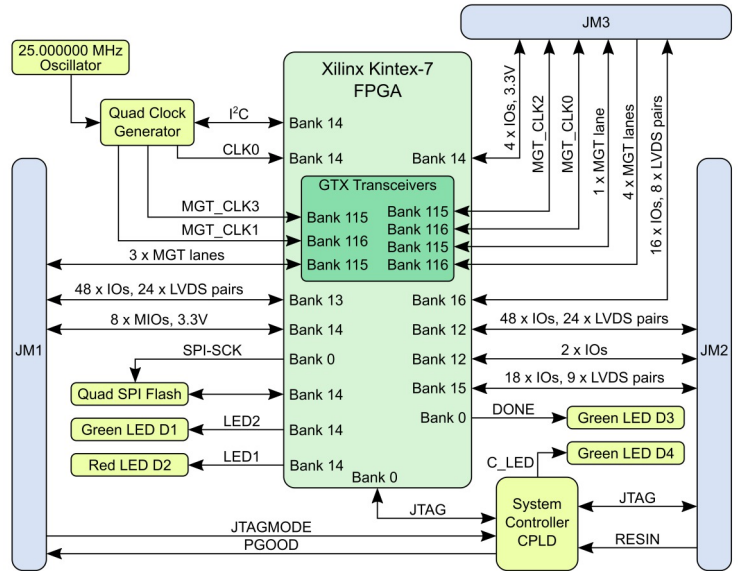 JM3
25.000000 MHz
Oscillator
Xilinx Kintex-7
FPGA
4 x IOs, 3.3V
MGT_CLK2
MGT_CLK0
1 x MGT lane
4 x MGT lanes
16 x IOs, 8 x LVDS pairs
Quad Clock
Generator
I²C
Bank 14
CLK0
Bank 14
Bank 14
GTX Transceivers
MGT_CLK3
Bank 115
Bank 115
MGT_CLK1
Bank 116
Bank 116
Bank 115
3 x MGT lanes
Bank 115
Bank 116
48 x IOs, 24 x LVDS pairs
Bank 13
Bank 16
8 x MIOs, 3.3V
Bank 14
Bank 12
48 x IOs, 24 x LVDS pairs
JM1
SPI-SCK
Bank 0
Bank 12
2 x IOs
JM2
Quad SPI Flash
Bank 14
Bank 15
18 x IOs, 9 x LVDS pairs
Green LED D1
LED2
Bank 14
Bank 0
DONE
Green LED D3
Red LED D2
LED1
Bank 14
C_LED
Green LED D4
Bank 0
JTAG
System
Controller
CPLD
JTAG
JTAGMODE
RESIN
PGOOD